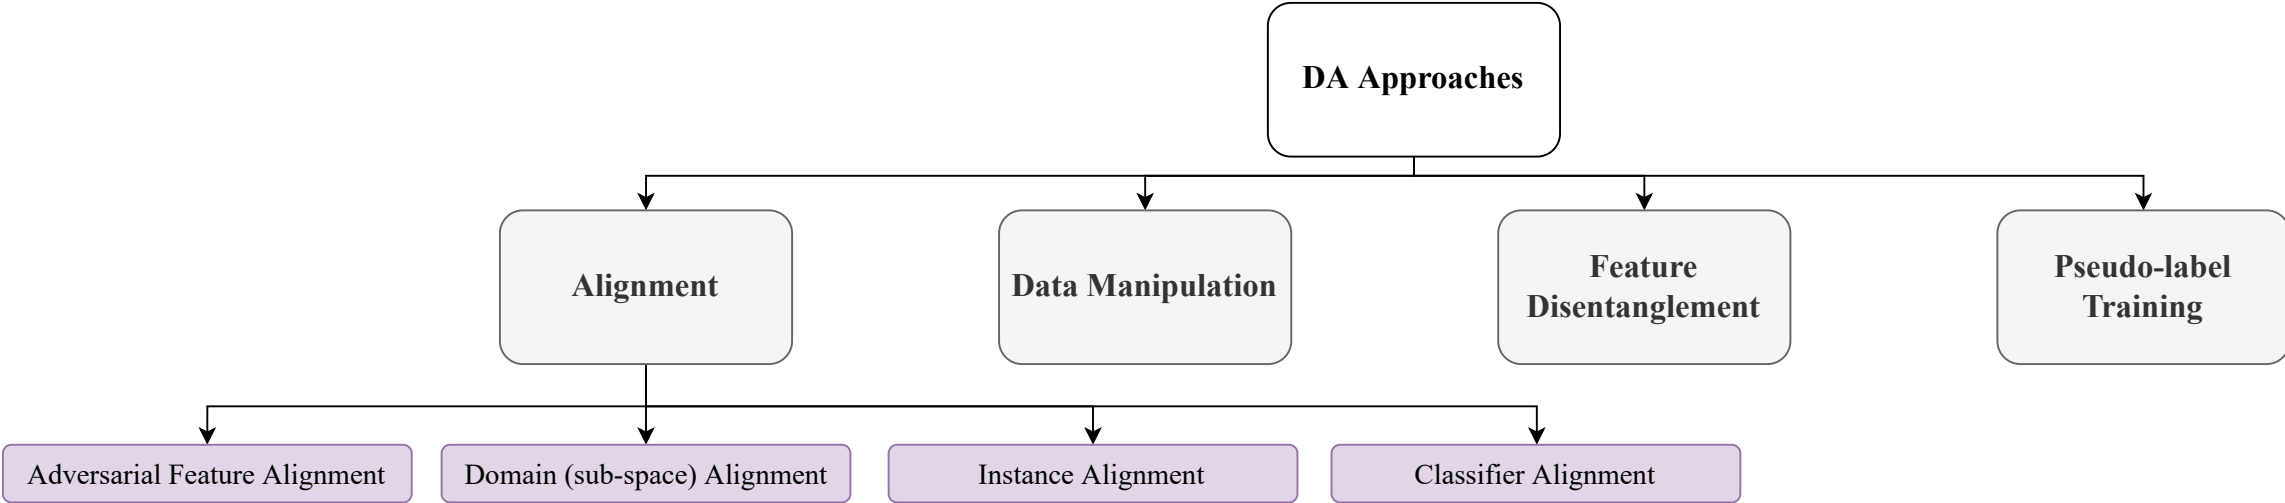 DA Approaches
Alignment
Data Manipulation
Feature
Disentanglement
Pseudo-label
Training
Adversarial Feature Alignment
Domain (sub-space) Alignment
Instance Alignment
Classifier Alignment